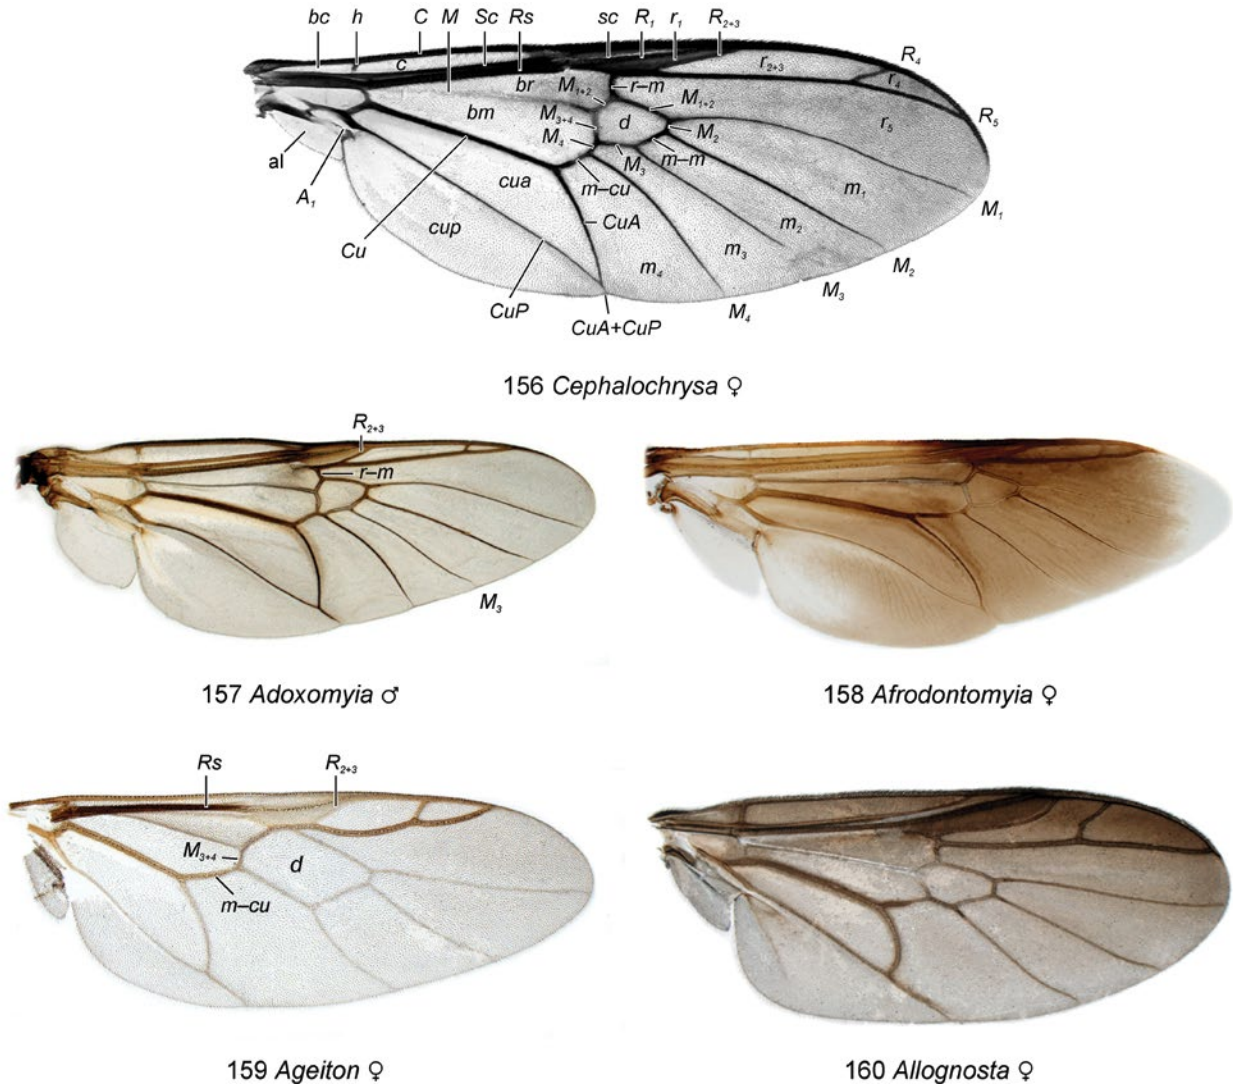 bc h C M Sc Rs sc R1 r1 R2+3
c br M1+2 r–m r2+3 R4
r4
bm M3+4 d M1+2 R5
M4 M2 r5
al M3 m–m
A1 cua m–cu m1 M1
cup CuA m2
Cu m3 M2
m4 M3
CuP CuA+CuP M4
156 Cephalochrysa ♀
R2+3
r–m
M3
157 Adoxomyia ♂
158 Afrodontomyia ♀
Rs R2+3
M3+4 d
m–cu
159 Ageiton ♀
160 Allognosta ♀